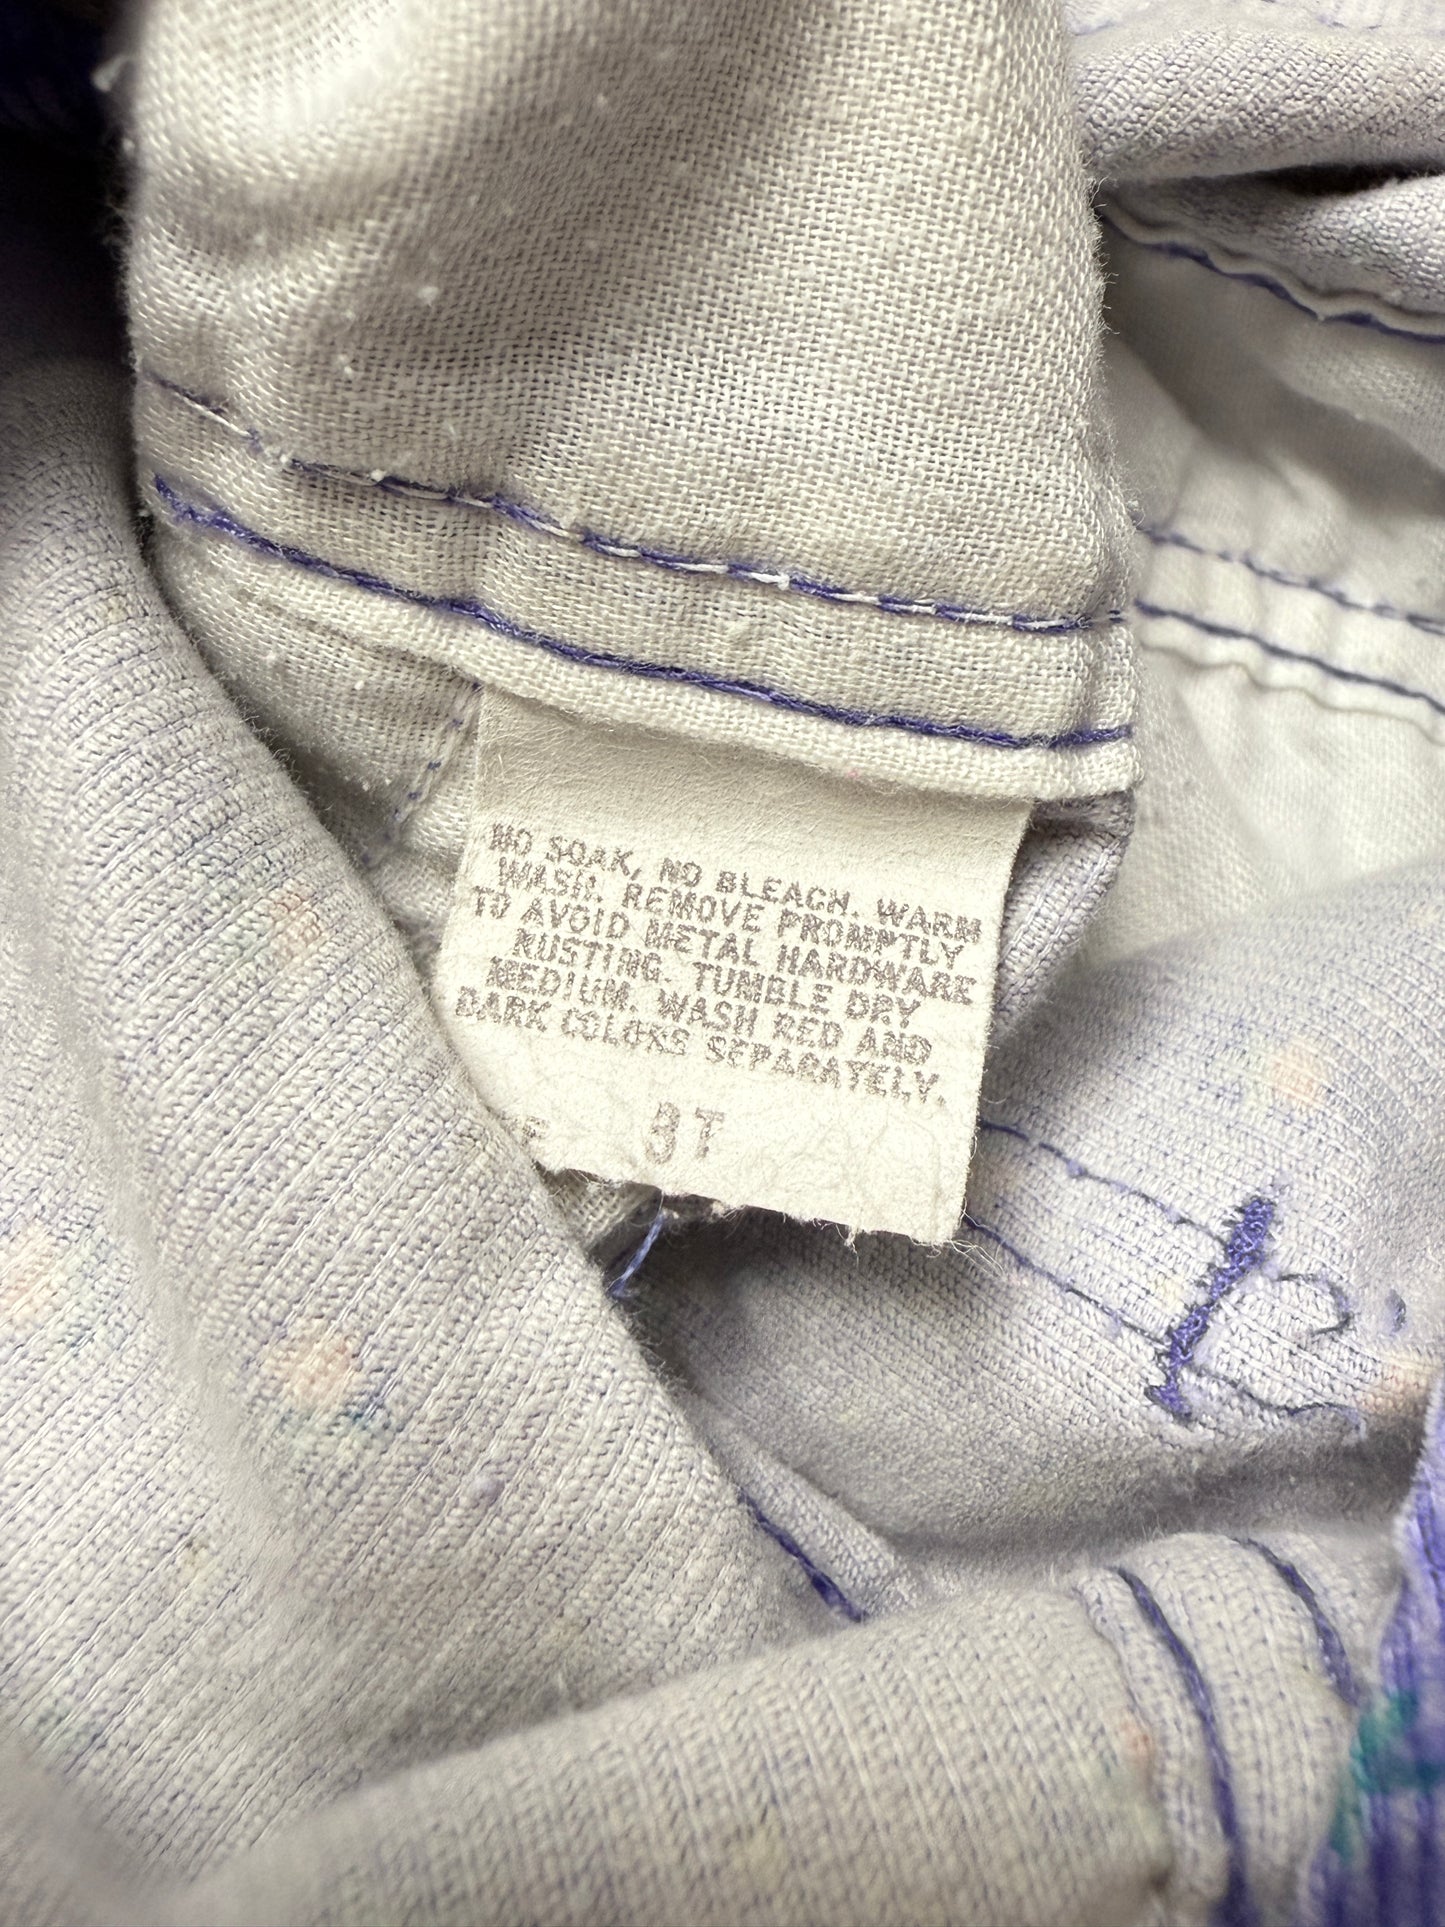 NO SOAK, NO BLEACH. WARM
WASH. REMOVE PROMPTLY
TO AVOID METAL HARDWARE
RUSTING. TUMBLE DRY
MEDIUM. WASH RED AND
DARK COLORS SEPARATELY.
3T